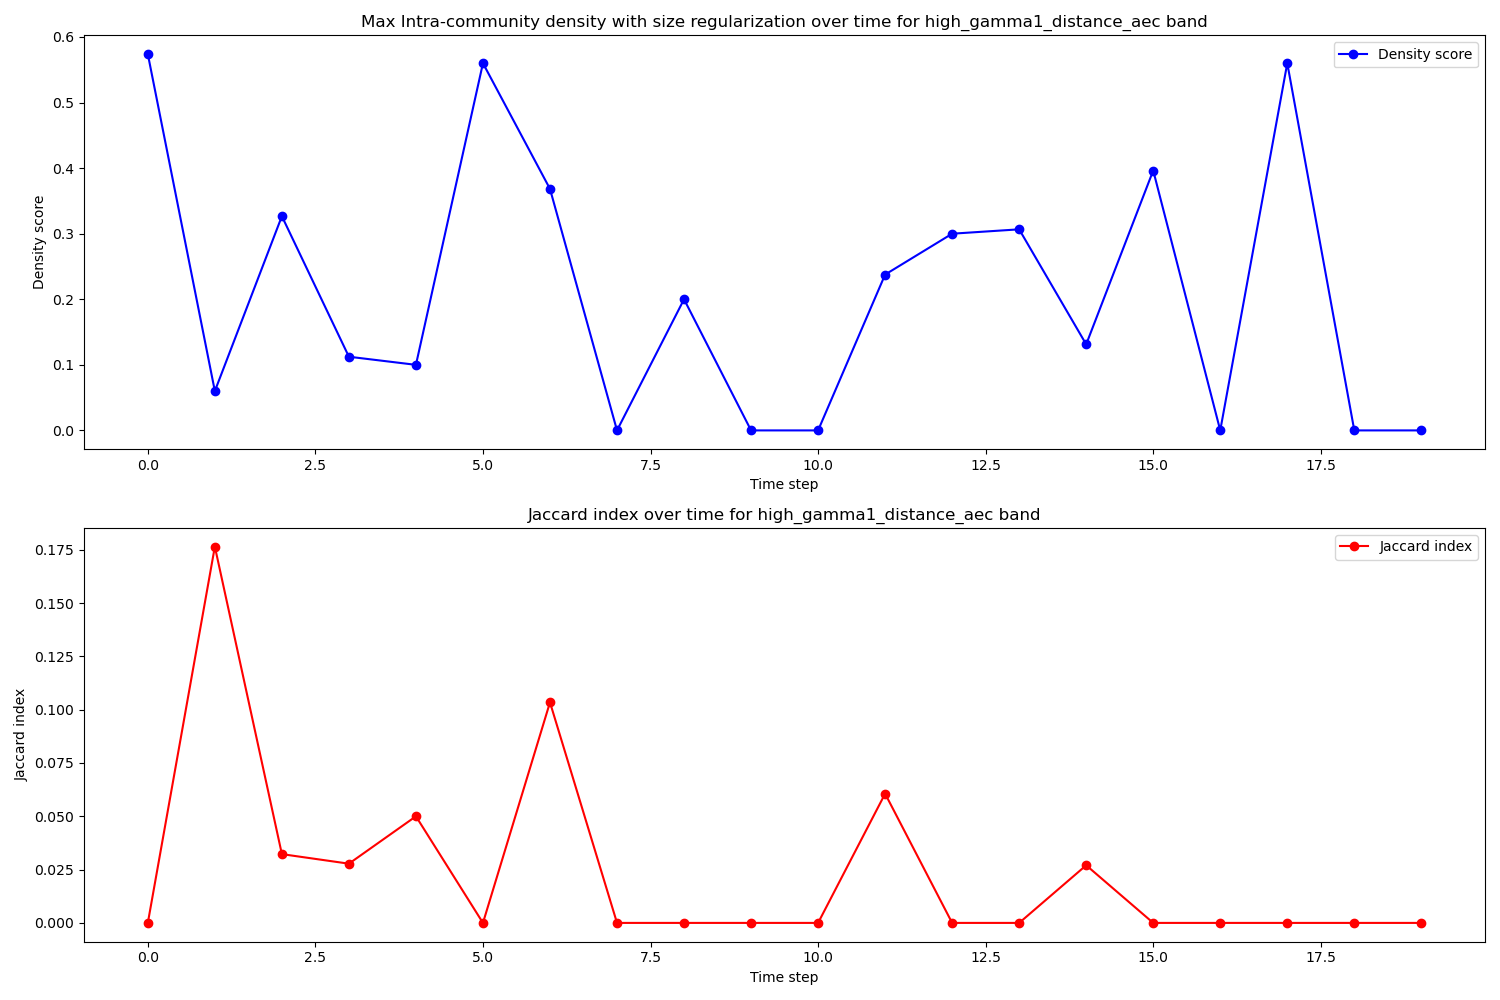 Max Intra-community density with size regularization over time for high_gamma1_distance_aec band
Density score
0.6
0.5
0.4
0.3
0.2
0.1
0.0
Density score
0.0 2.5 5.0 7.5 10.0 12.5 15.0 17.5
Time step
Jaccard index over time for high_gamma1_distance_aec band
Jaccard index
0.175
0.150
0.125
0.100
0.075
0.050
0.025
0.000
Jaccard index
0.0 2.5 5.0 7.5 10.0 12.5 15.0 17.5
Time step